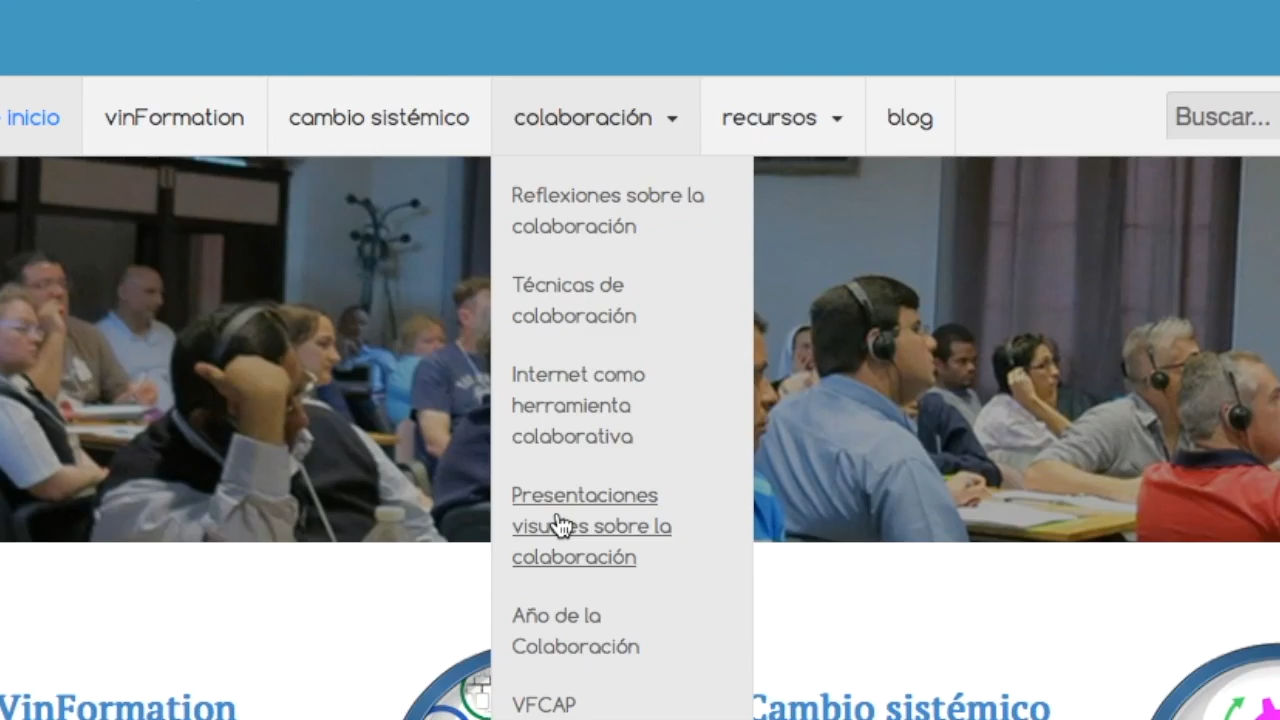 inicio
vinFormation
cambio sistémico
colaboración
recursos
blog
Buscar...
Reflexiones sobre la
colaboración
Técnicas de
colaboración
Internet como
herramienta
colaborativa
Presentaciones
visuales sobre la
colaboración
Año de la
Colaboración
VFCAP
VinFormation
Cambio sistémico